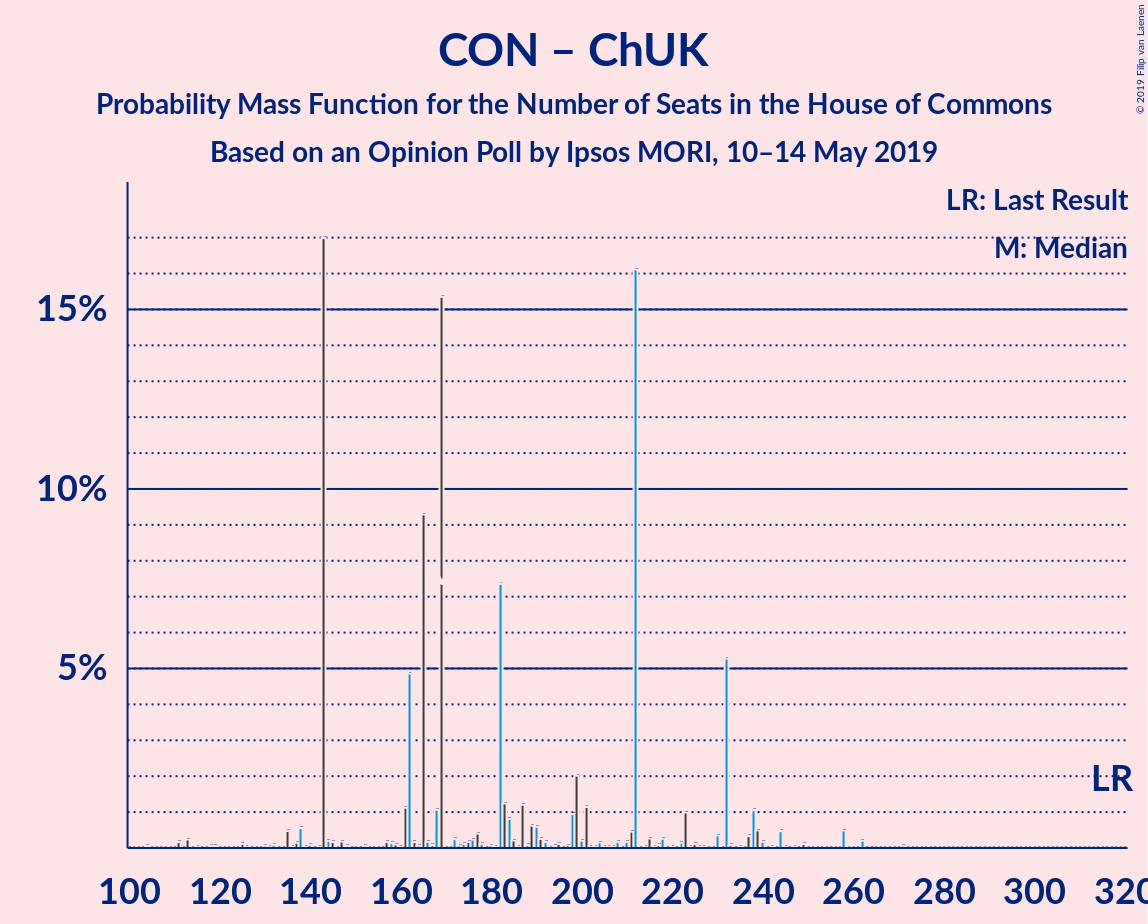 CON – ChUK
Probability Mass Function for the Number of Seats in the House of Commons
Based on an Opinion Poll by Ipsos MORI, 10–14 May 2019
© 2019 Filip van Laenen
LR: Last Result
M: Median
15%
10%
5%
LR
100 120 140 160 180 200 220 240 260 280 300 320